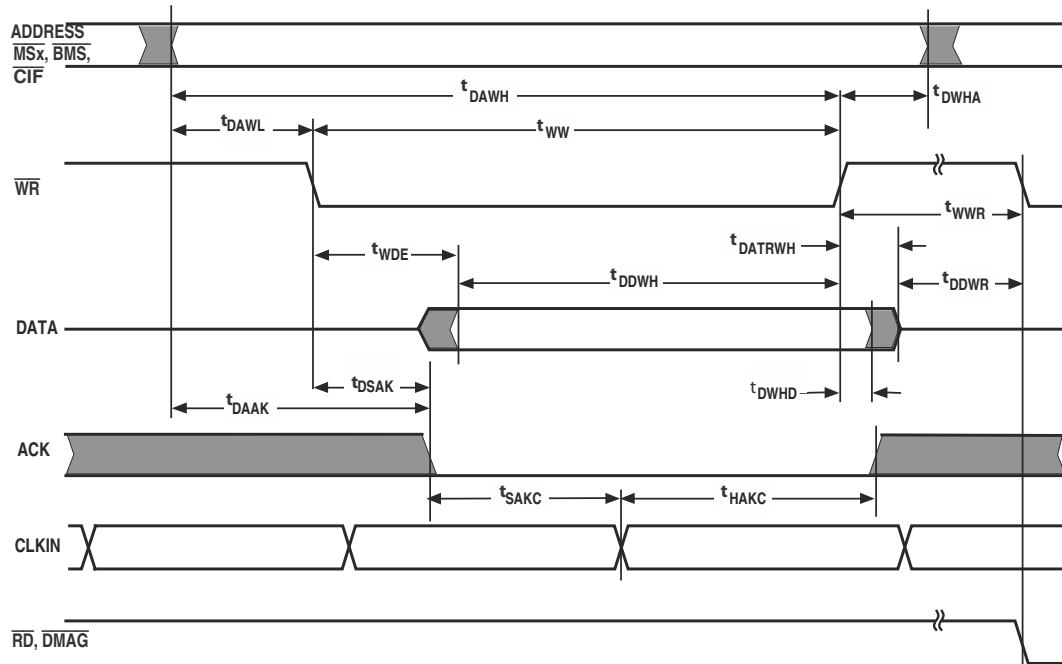 ADDRESS
MSx, BMS,
CIF
tDAWH
tDWHA
tDAWL
tWW
WR
tWWR
tDATRWH
tWDE
tDDWH
tDDWR
DATA
tDSAK
tDWHD
tDAAK
ACK
tSAKC
tHAKC
CLKIN
RD, DMAG